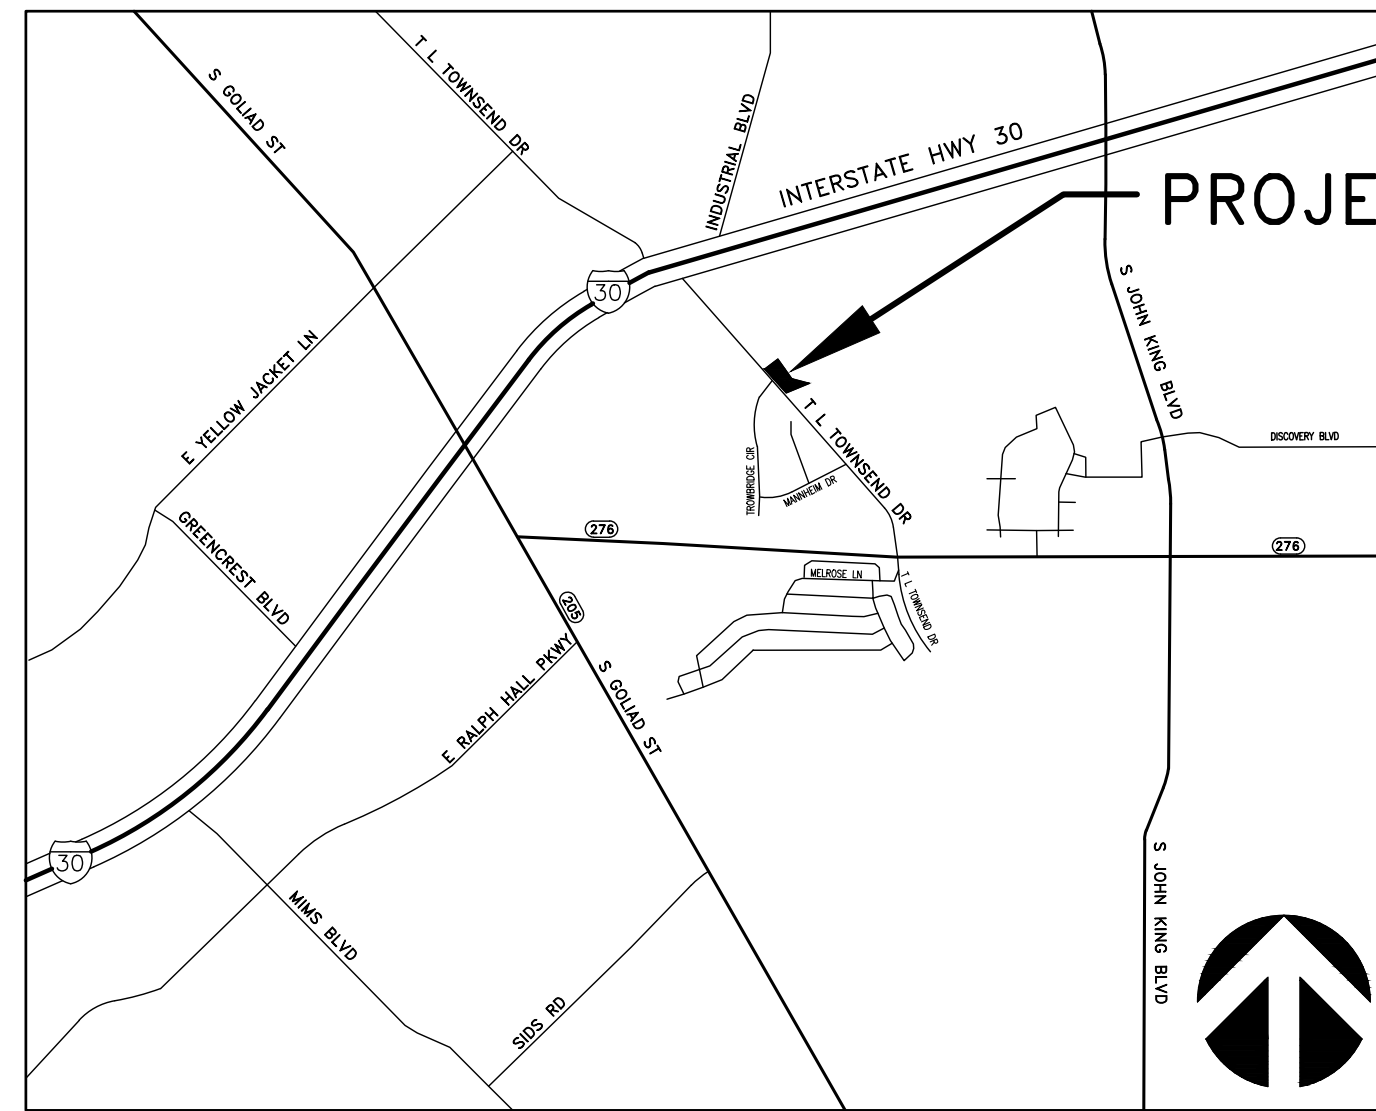 T L TOWNSEND DR
S GOLIAD ST
INDUSTRIAL BLVD
INTERSTATE HWY 30
PROJE
30
S JOHN KING BLVD
E YELLOW JACKET LN
T L TOWNSEND DR
DISCOVERY BLVD
TROWBRIDGE CIR
MANNHEIM DR
GREENCREST BLVD
276
276
MELROSE LN
T L TOWNSEND DR
205
E RALPH HALL PKWY
S GOLIAD ST
30
S JOHN KING BLVD
MIMS BLVD
SIDS RD